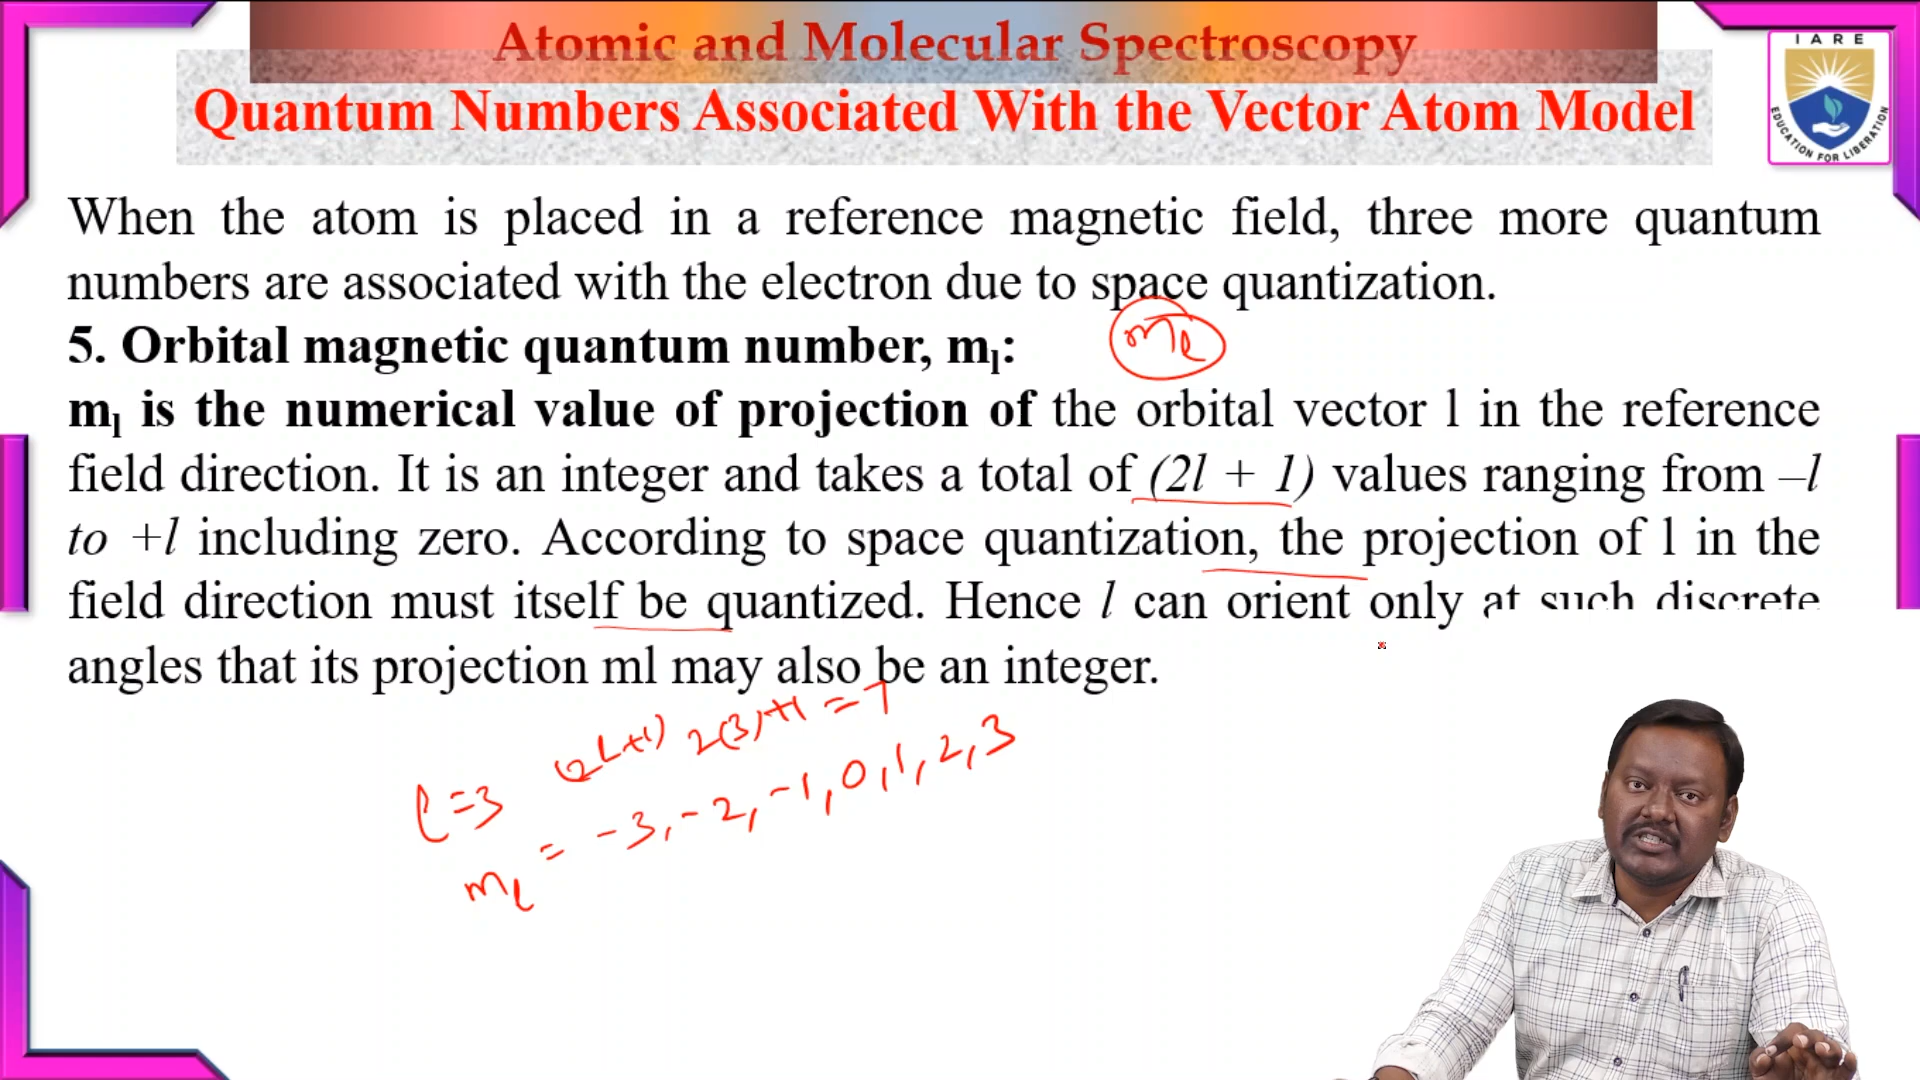 Atomic and Molecular Spectroscopy
IARE
EDUCATION FOR LIBERATION
Quantum Numbers Associated With the Vector Atom Model
When the atom is placed in a reference magnetic field, three more quantum
numbers are associated with the electron due to space quantization.
5. Orbital magnetic quantum number, mₗ:
mₗ
mₗ is the numerical value of projection of the orbital vector l in the reference
field direction. It is an integer and takes a total of (2l + 1) values ranging from –l
to +l including zero. According to space quantization, the projection of l in the
field direction must itself be quantized. Hence l can orient only at such discrete
angles that its projection ml may also be an integer.
l=3 (2l+1) 2(3)+1 = 7
mₗ = -3, -2, -1, 0, 1, 2, 3